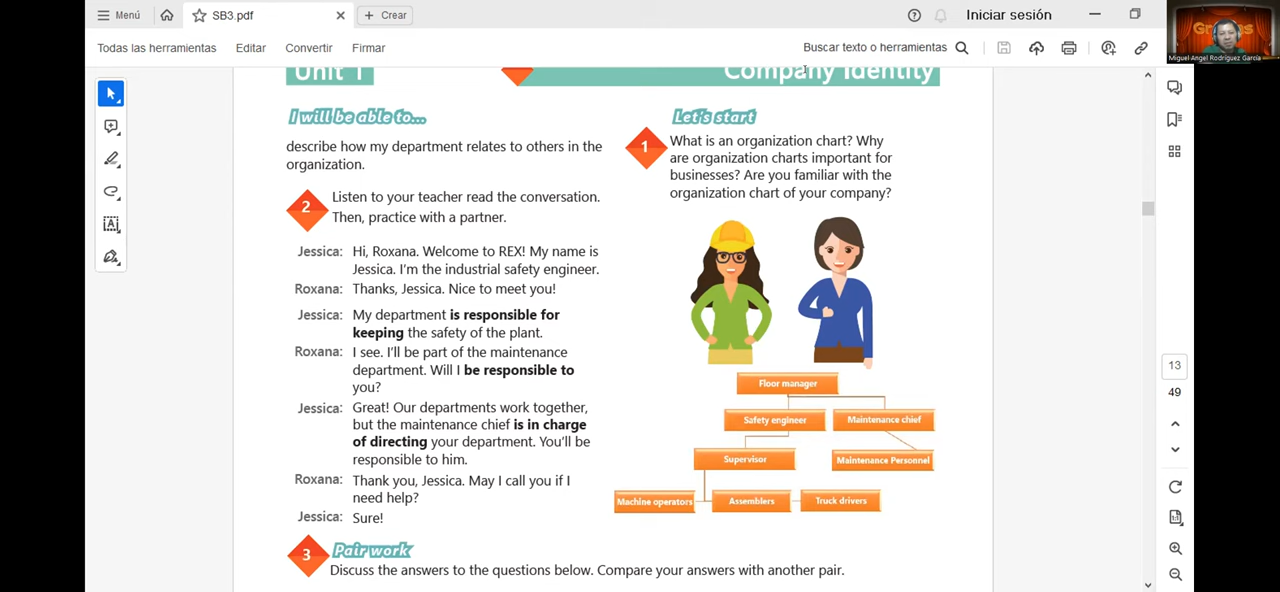 Menú
SB3.pdf
Crear
Iniciar sesión
Todas las herramientas
Editar
Convertir
Firmar
Buscar texto o herramientas
Miguel Angel Rodríguez García
Unit 1
Company Identity
I will be able to...
describe how my department relates to others in the
organization.
2
Listen to your teacher read the conversation.
Then, practice with a partner.
Jessica: Hi, Roxana. Welcome to REX! My name is
Jessica. I'm the industrial safety engineer.
Roxana: Thanks, Jessica. Nice to meet you!
Jessica: My department is responsible for
keeping the safety of the plant.
Roxana: I see. I'll be part of the maintenance
department. Will I be responsible to
you?
Jessica: Great! Our departments work together,
but the maintenance chief is in charge
of directing your department. You'll be
responsible to him.
Roxana: Thank you, Jessica. May I call you if I
need help?
Jessica: Sure!
Let's start
1
What is an organization chart? Why
are organization charts important for
businesses? Are you familiar with the
organization chart of your company?
Floor manager
Safety engineer
Maintenance chief
Supervisor
Maintenance Personnel
Machine operators
Assemblers
Truck drivers
3
Pair work
Discuss the answers to the questions below. Compare your answers with another pair.
13
49